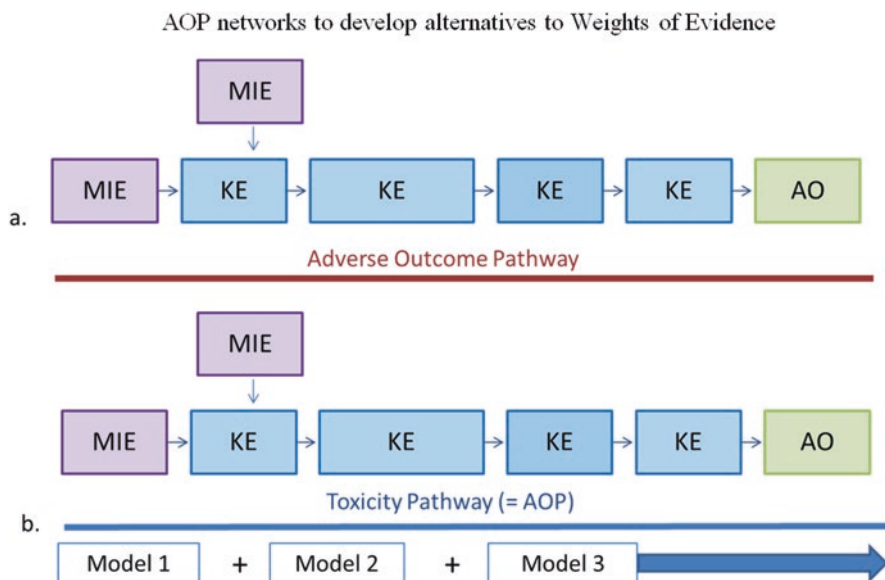 AOP networks to develop alternatives to Weights of Evidence
MIE
MIE KE KE KE KE AO
a.
Adverse Outcome Pathway
MIE
MIE KE KE KE KE AO
Toxicity Pathway (= AOP)
b.
Model 1 + Model 2 + Model 3